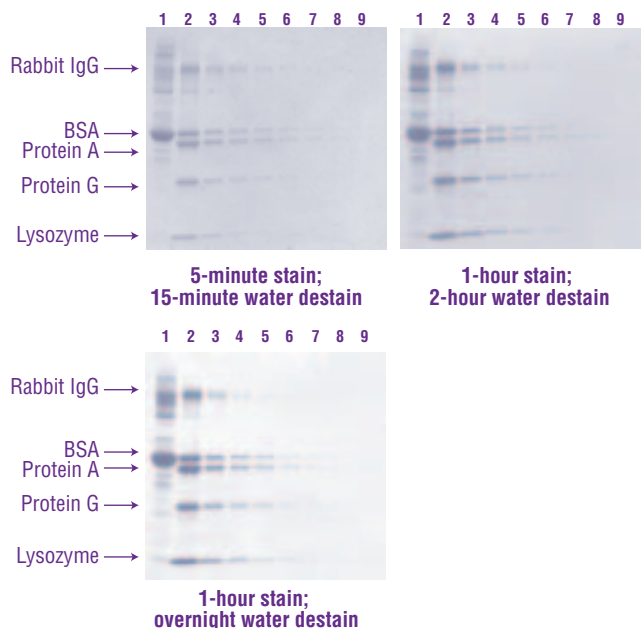 1 2 3 4 5 6 7 8 9
Rabbit IgG
BSA
Protein A
Protein G
Lysozyme
5-minute stain;
15-minute water destain
1 2 3 4 5 6 7 8 9
1-hour stain;
2-hour water destain
1 2 3 4 5 6 7 8 9
Rabbit IgG
BSA
Protein A
Protein G
Lysozyme
1-hour stain;
overnight water destain